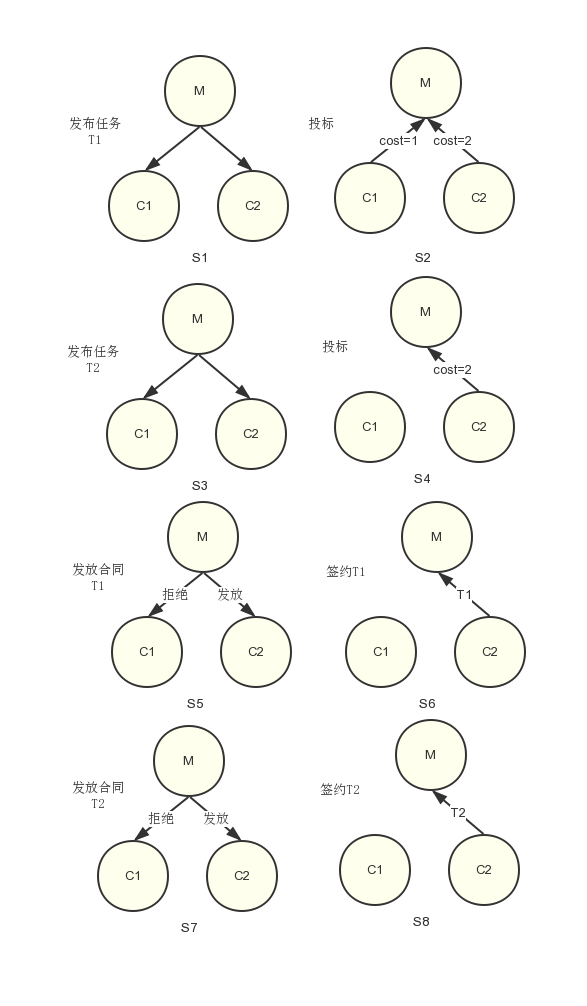 M
发布任务
T1
C1
C2
S1
M
投标
cost=1
cost=2
C1
C2
S2
M
发布任务
T2
C1
C2
S3
M
投标
cost=2
C1
C2
S4
M
发放合同
T1
拒绝
发放
C1
C2
S5
M
签约T1
T1
C1
C2
S6
M
发放合同
T2
拒绝
发放
C1
C2
S7
M
签约T2
T2
C1
C2
S8